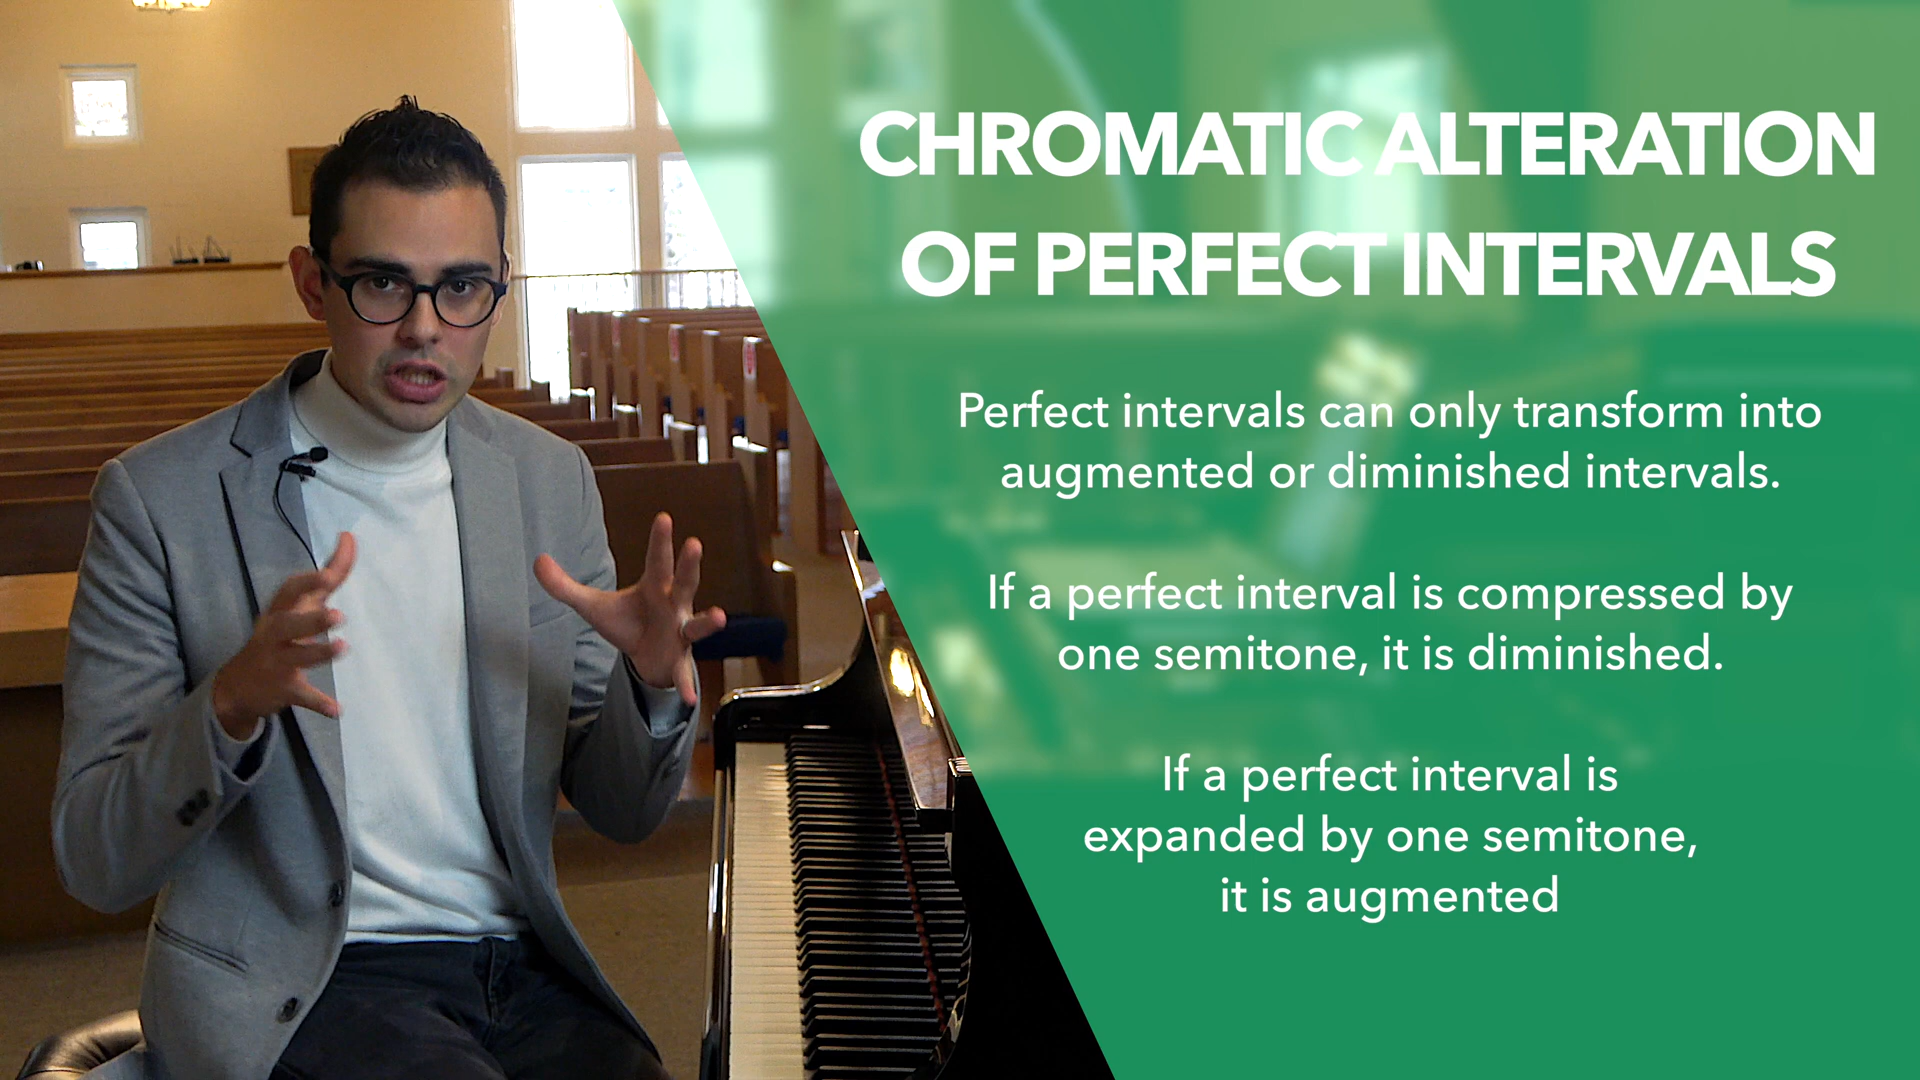 CHROMATIC ALTERATION
OF PERFECT INTERVALS
Perfect intervals can only transform into
augmented or diminished intervals.
If a perfect interval is compressed by
one semitone, it is diminished.
If a perfect interval is
expanded by one semitone,
it is augmented